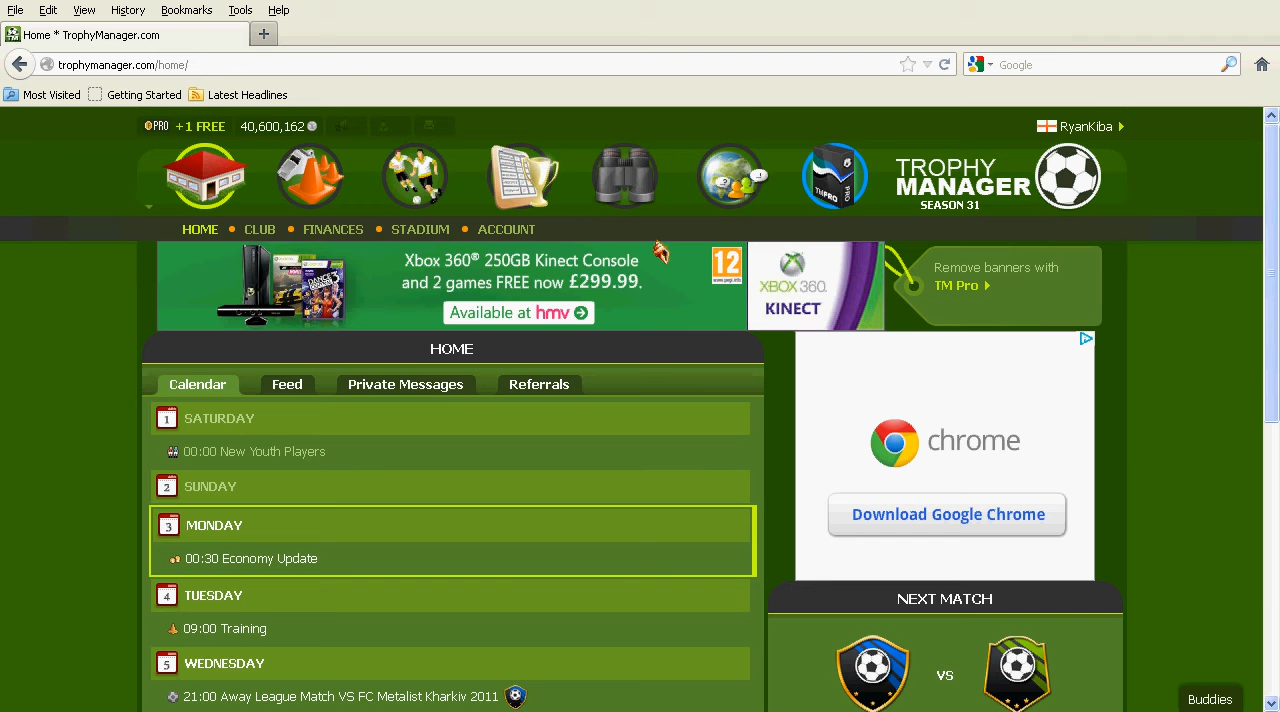 File Edit View History Bookmarks Tools Help
Home * TrophyManager.com
trophymanager.com/home/
Google
Most Visited Getting Started Latest Headlines
PRO +1 FREE 40,600,162
RyanKiba
TROPHY
MANAGER
SEASON 31
HOME CLUB FINANCES STADIUM ACCOUNT
Xbox 360® 250GB Kinect Console
and 2 games FREE now £299.99.
Available at hmv
12
XBOX 360.
KINECT
Remove banners with
TM Pro
HOME
Calendar Feed Private Messages Referrals
1 SATURDAY
00:00 New Youth Players
2 SUNDAY
3 MONDAY
00:30 Economy Update
4 TUESDAY
09:00 Training
5 WEDNESDAY
21:00 Away League Match VS FC Metalist Kharkiv 2011
chrome
Download Google Chrome
NEXT MATCH
VS
Buddies